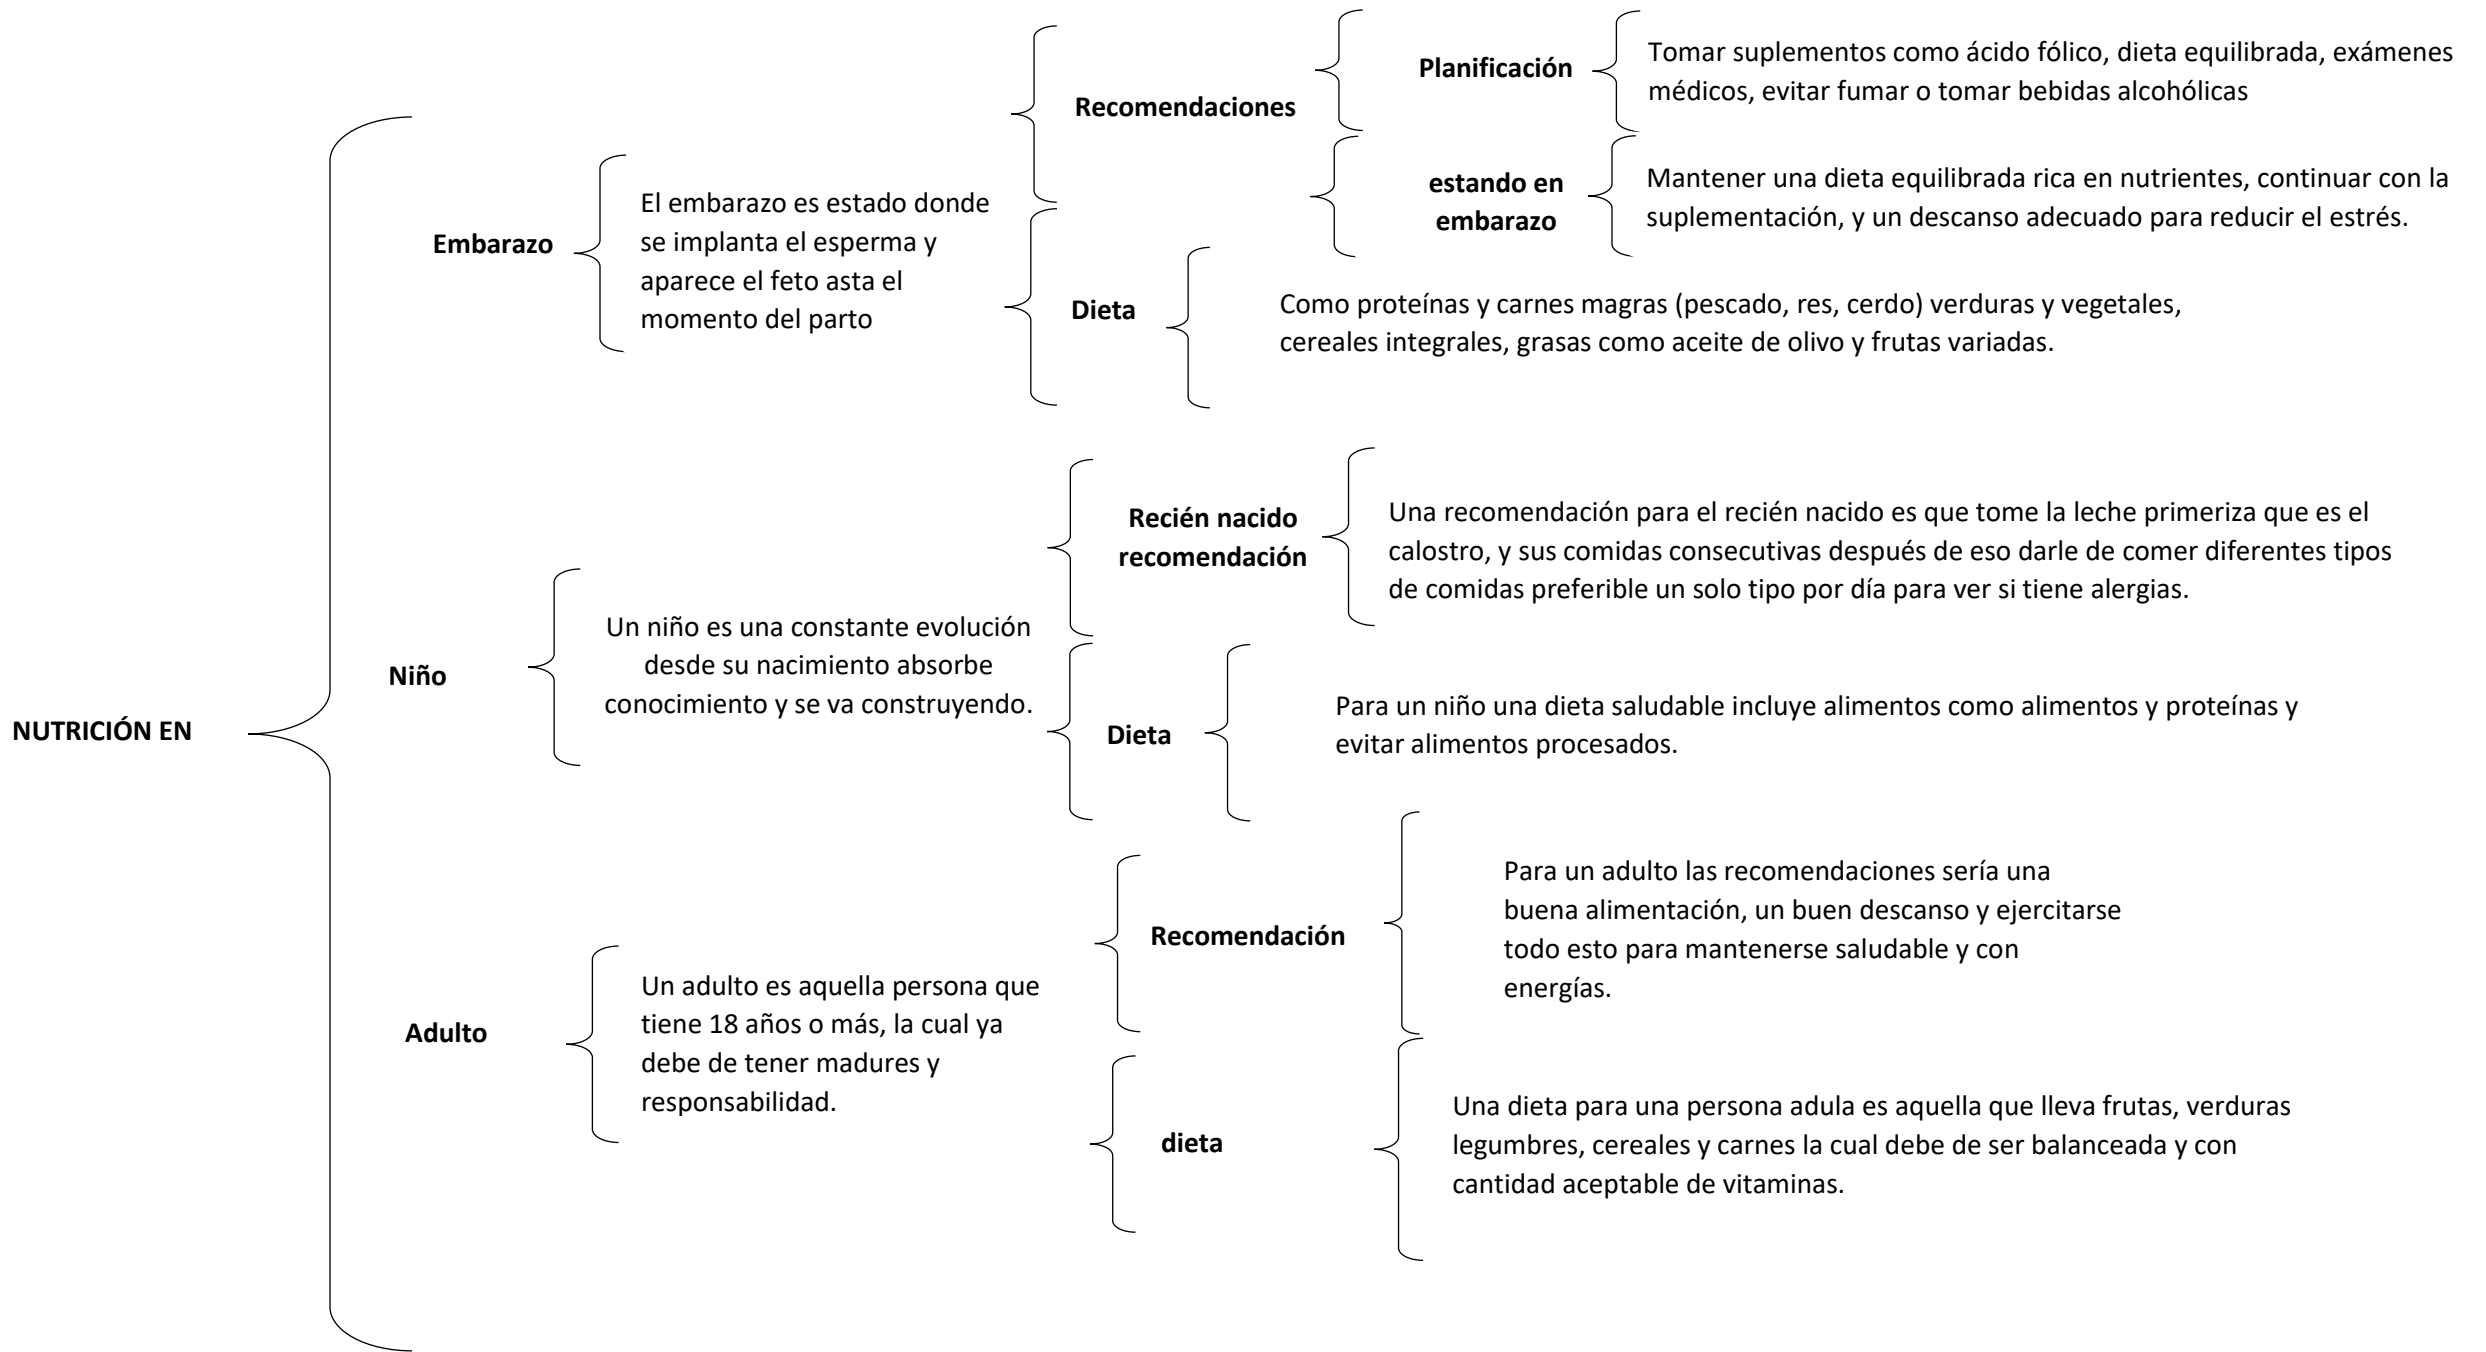 NUTRICIÓN EN
Embarazo
El embarazo es estado donde
se implanta el esperma y
aparece el feto asta el
momento del parto
Recomendaciones
Planificación
Tomar suplementos como ácido fólico, dieta equilibrada, exámenes
médicos, evitar fumar o tomar bebidas alcohólicas
estando en
embarazo
Mantener una dieta equilibrada rica en nutrientes, continuar con la
suplementación, y un descanso adecuado para reducir el estrés.
Dieta
Como proteínas y carnes magras (pescado, res, cerdo) verduras y vegetales,
cereales integrales, grasas como aceite de olivo y frutas variadas.
Niño
Un niño es una constante evolución
desde su nacimiento absorbe
conocimiento y se va construyendo.
Recién nacido
recomendación
Una recomendación para el recién nacido es que tome la leche primeriza que es el
calostro, y sus comidas consecutivas después de eso darle de comer diferentes tipos
de comidas preferible un solo tipo por día para ver si tiene alergias.
Dieta
Para un niño una dieta saludable incluye alimentos como alimentos y proteínas y
evitar alimentos procesados.
Adulto
Un adulto es aquella persona que
tiene 18 años o más, la cual ya
debe de tener madures y
responsabilidad.
Recomendación
Para un adulto las recomendaciones sería una
buena alimentación, un buen descanso y ejercitarse
todo esto para mantenerse saludable y con
energías.
dieta
Una dieta para una persona adula es aquella que lleva frutas, verduras
legumbres, cereales y carnes la cual debe de ser balanceada y con
cantidad aceptable de vitaminas.